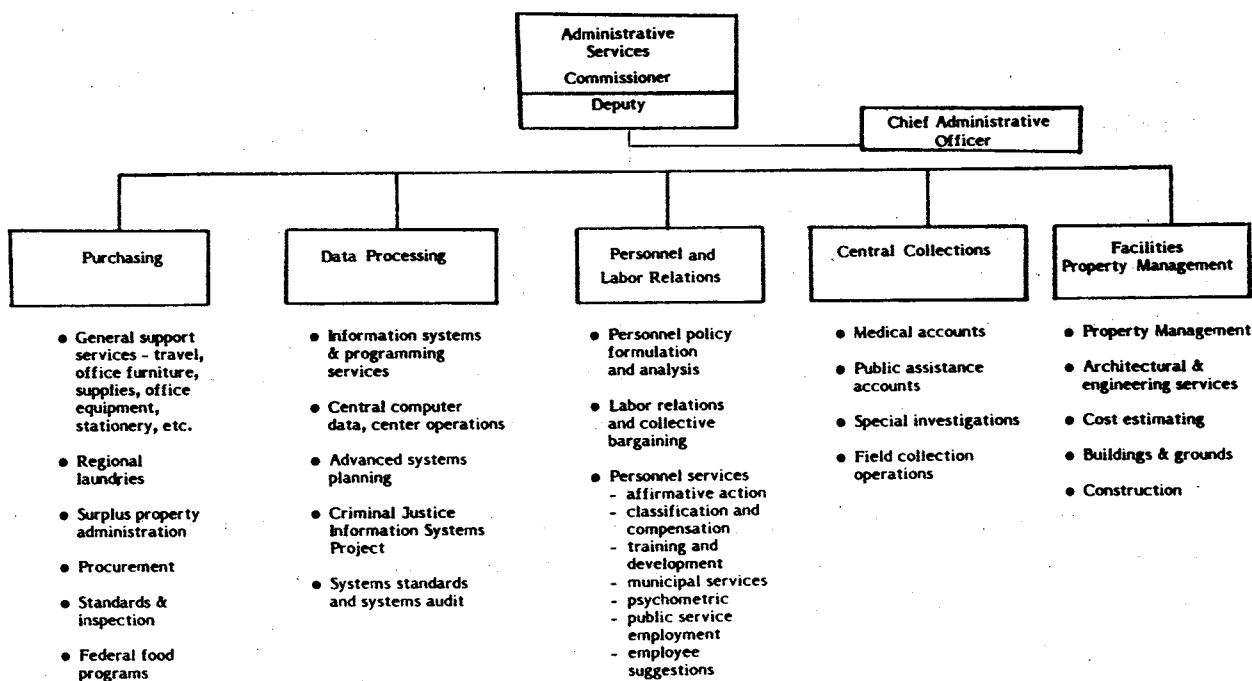 Administrative
Services
Commissioner
Deputy
Chief Administrative
Officer
Purchasing
● General support
services - travel,
office furniture,
supplies, office
equipment,
stationery, etc.
● Regional
laundries
● Surplus property
administration
● Procurement
● Standards &
inspection
● Federal food
programs
Data Processing
● Information systems
& programming
services
● Central computer
data, center operations
● Advanced systems
planning
● Criminal Justice
Information Systems
Project
● Systems standards
and systems audit
Personnel and
Labor Relations
● Personnel policy
formulation
and analysis
● Labor relations
and collective
bargaining
● Personnel services
- affirmative action
- classification and
compensation
- training and
development
- municipal services
- psychometric
- public service
employment
- employee
suggestions
Central Collections
● Medical accounts
● Public assistance
accounts
● Special investigations
● Field collection
operations
Facilities
Property Management
● Property Management
● Architectural &
engineering services
● Cost estimating
● Buildings & grounds
● Construction